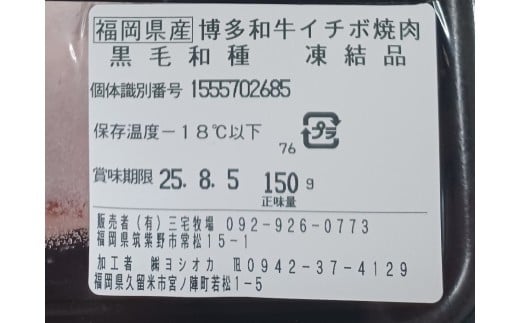 福岡県産 博多和牛イチボ焼肉
黒毛和種 凍結品
個体識別番号 1555702685
保存温度-18℃以下 76 プラ
賞味期限 25.8.5 150g
正味量
販売者(有)三宅牧場 092-926-0773
福岡県筑紫野市常松15-1
加工者 ㈱ヨシオカ ℡0942-37-4129
福岡県久留米市宮ノ陣町若松1-5